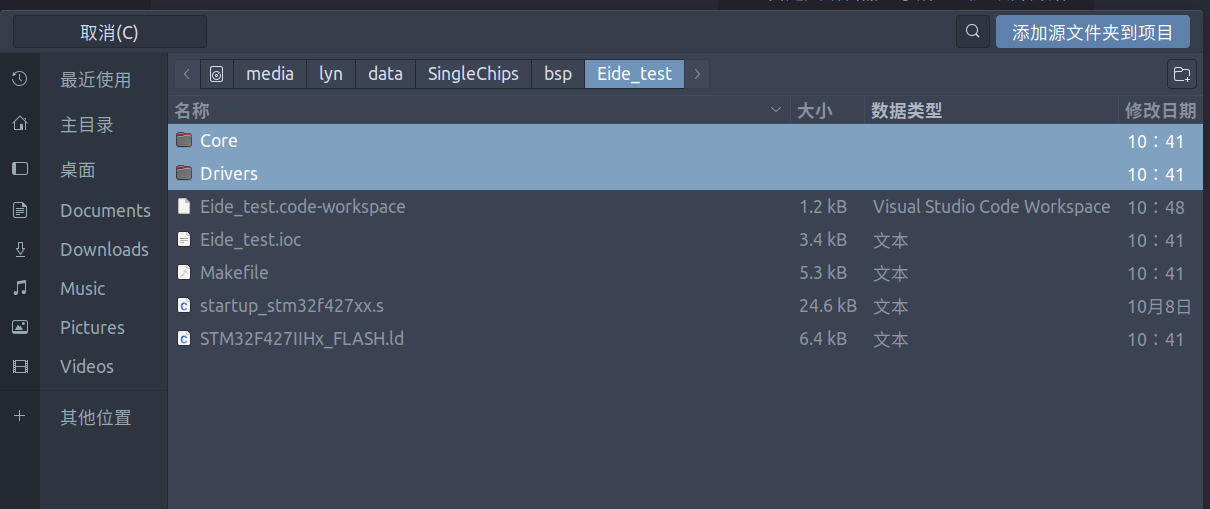 取消(C) 添加源文件夹到项目
最近使用 media lyn data SingleChips bsp Eide_test
名称 大小 数据类型 修改日期
主目录
Core 10：41
桌面
Drivers 10：41
Documents
Eide_test.code-workspace 1.2 kB Visual Studio Code Workspace 10：48
Downloads
Eide_test.ioc 3.4 kB 文本 10：41
Music
Makefile 5.3 kB 文本 10：41
Pictures
startup_stm32f427xx.s 24.6 kB 文本 10月8日
Videos
STM32F427IIHx_FLASH.ld 6.4 kB 文本 10：41
其他位置